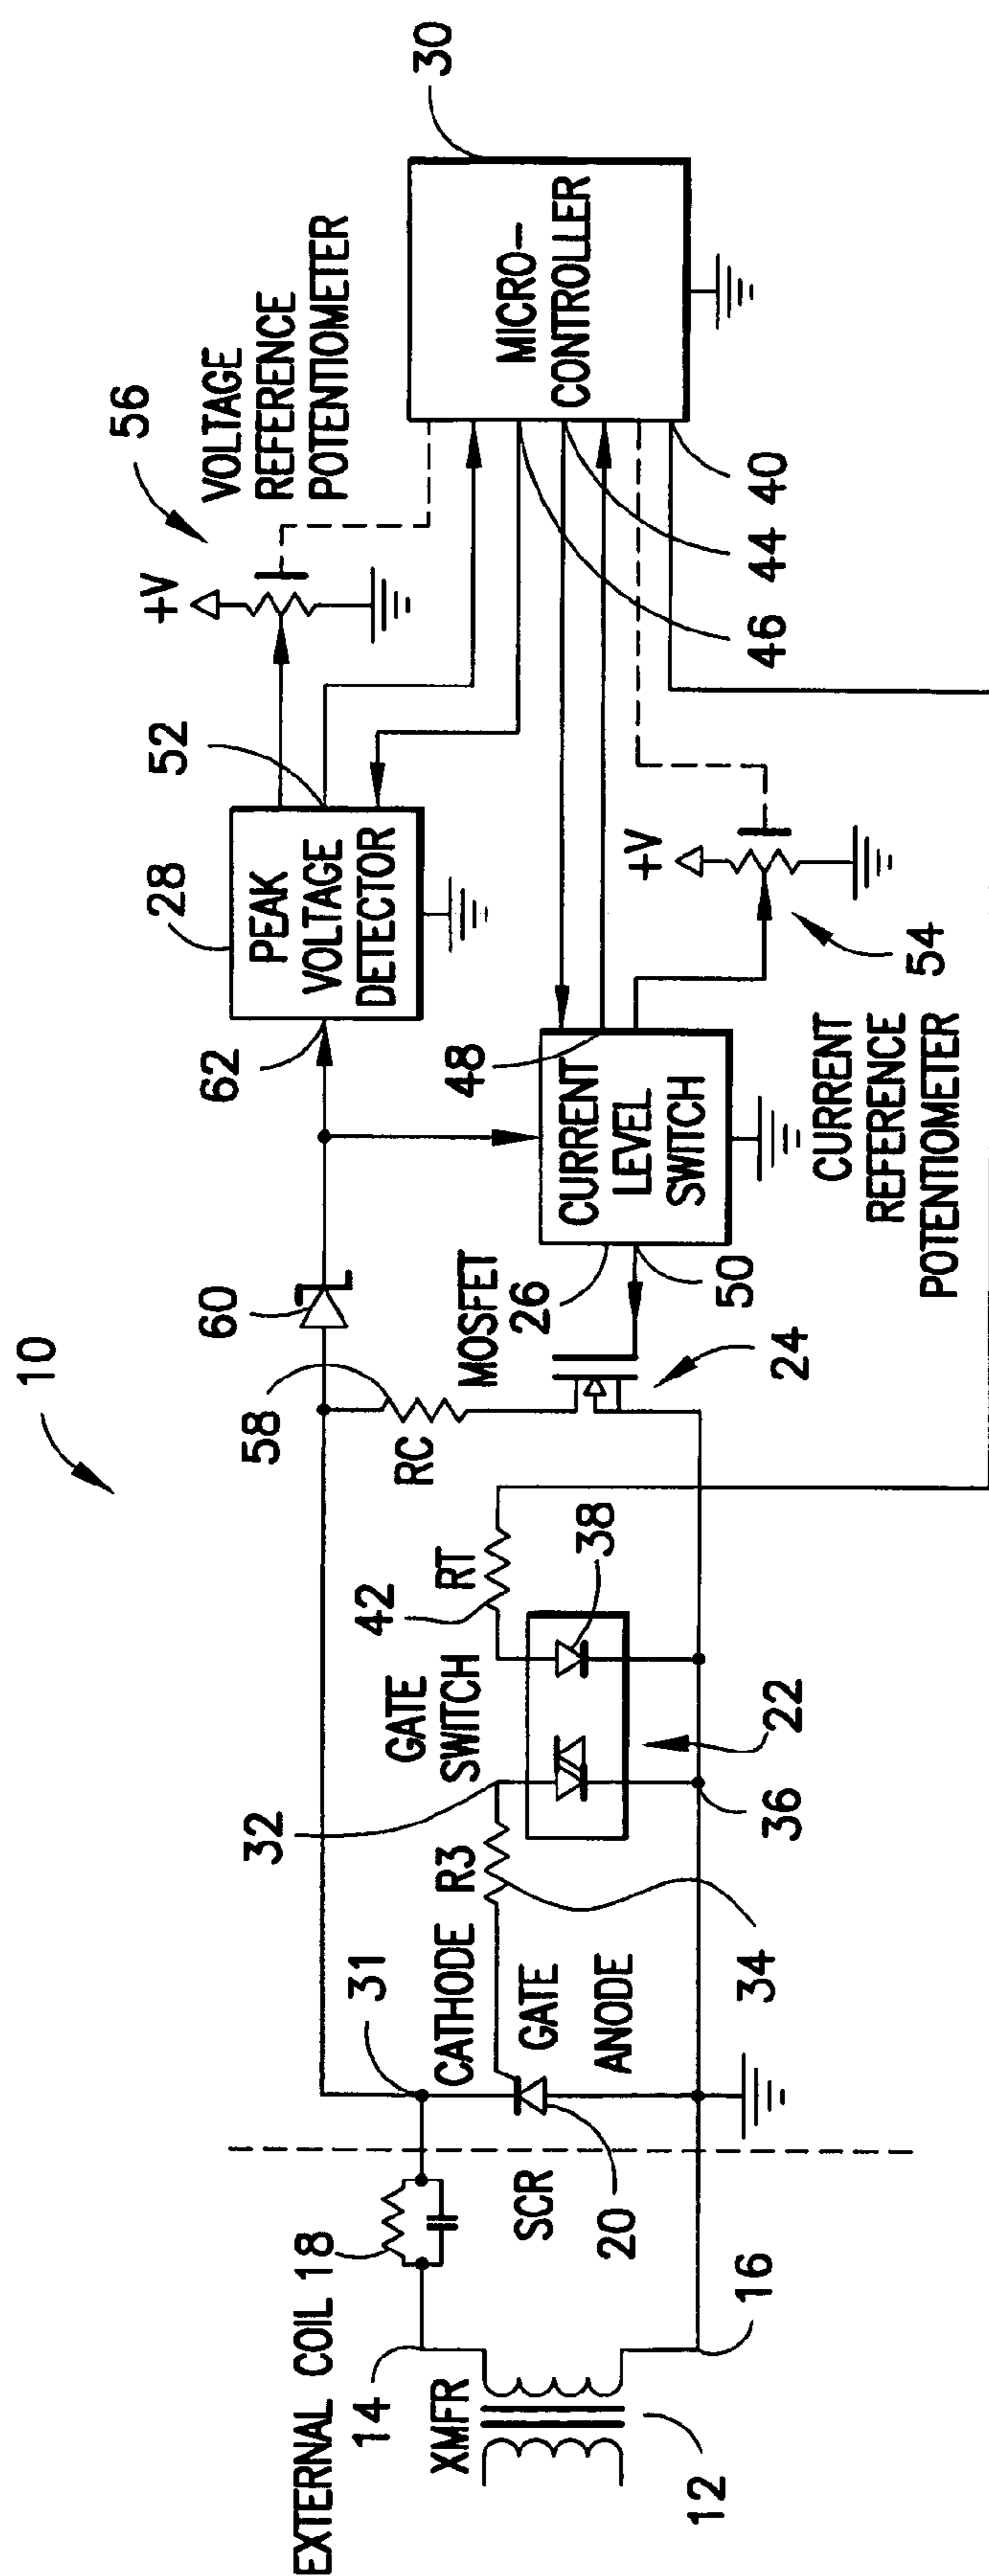 10
EXTERNAL COIL 18
14
XMFR
12
16
SCR
20
31
CATHODE
GATE
ANODE
R3
34
32
GATE
SWITCH
36
22
42
RT
38
58
RC
MOSFET
24
60
26
50
62
28
PEAK
VOLTAGE
DETECTOR
52
CURRENT
LEVEL
SWITCH
48
+V
54
CURRENT
REFERENCE
POTENTIOMETER
+V
56
VOLTAGE
REFERENCE
POTENTIOMETER
46
44
40
MICRO-
CONTROLLER
30